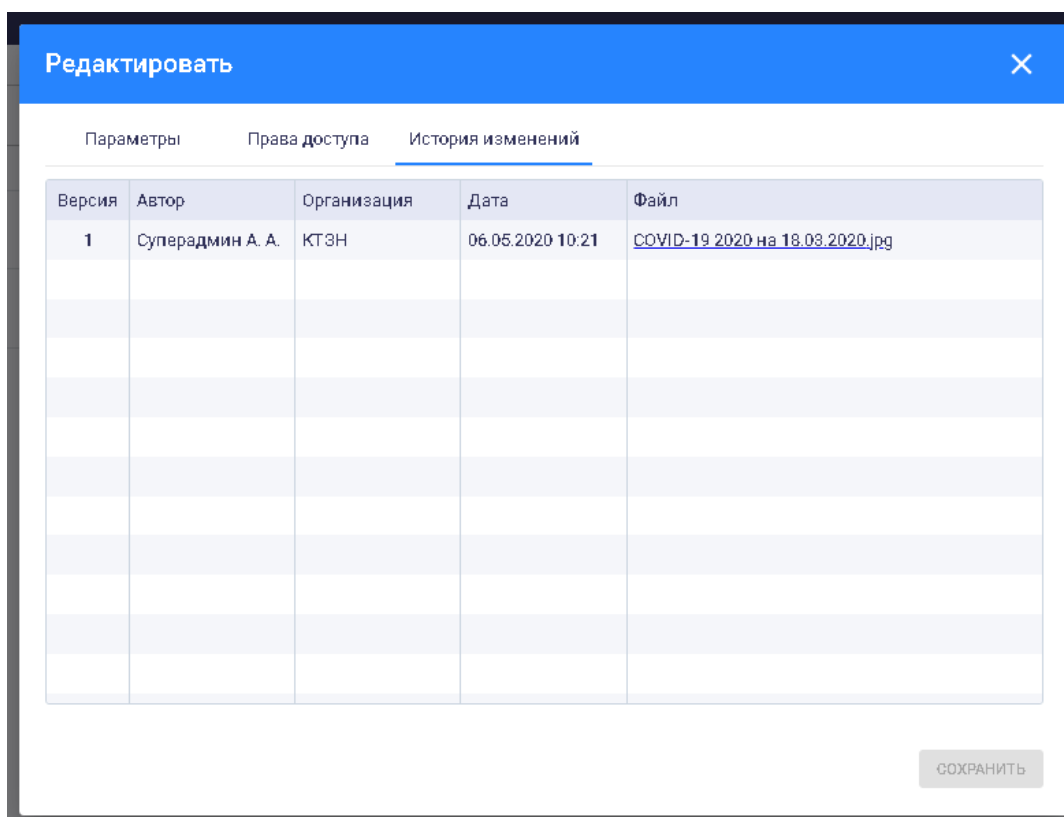 Редактировать
Параметры Права доступа История изменений
Версия Автор Организация Дата Файл
1 Суперадмин А. А. КТЗН 06.05.2020 10:21 COVID-19 2020 на 18.03.2020.jpg
СОХРАНИТЬ